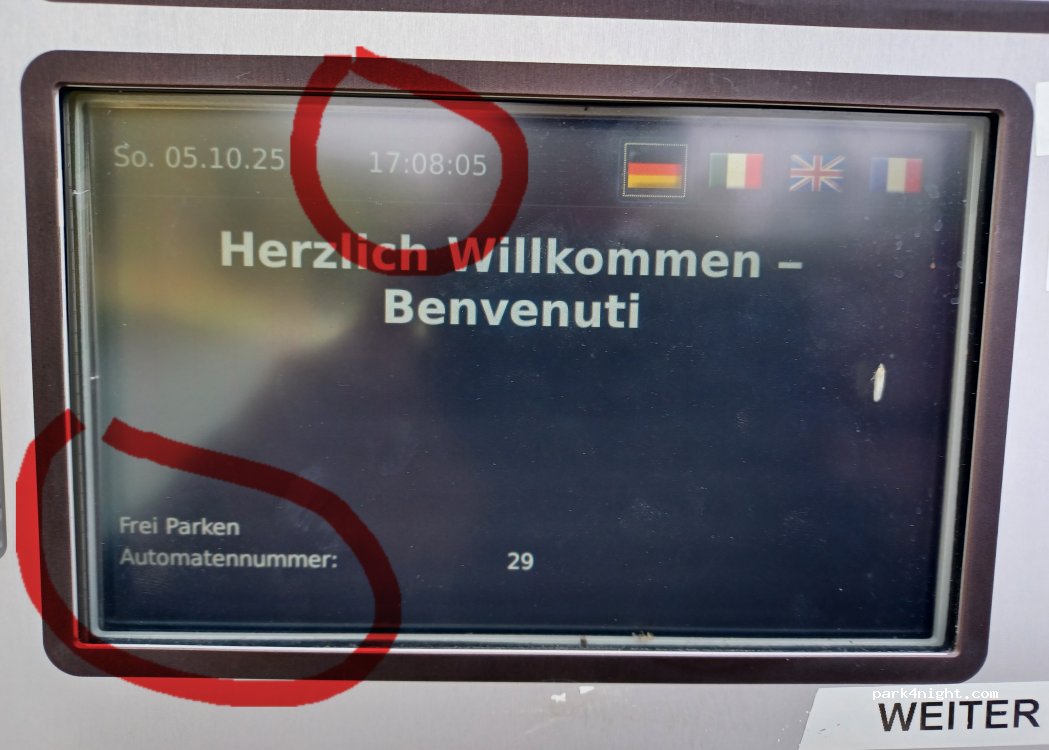 So. 05.10.25 17:08:05
Herzlich Willkommen –
Benvenuti
Frei Parken
Automatennummer: 29
park4night.com
WEITER